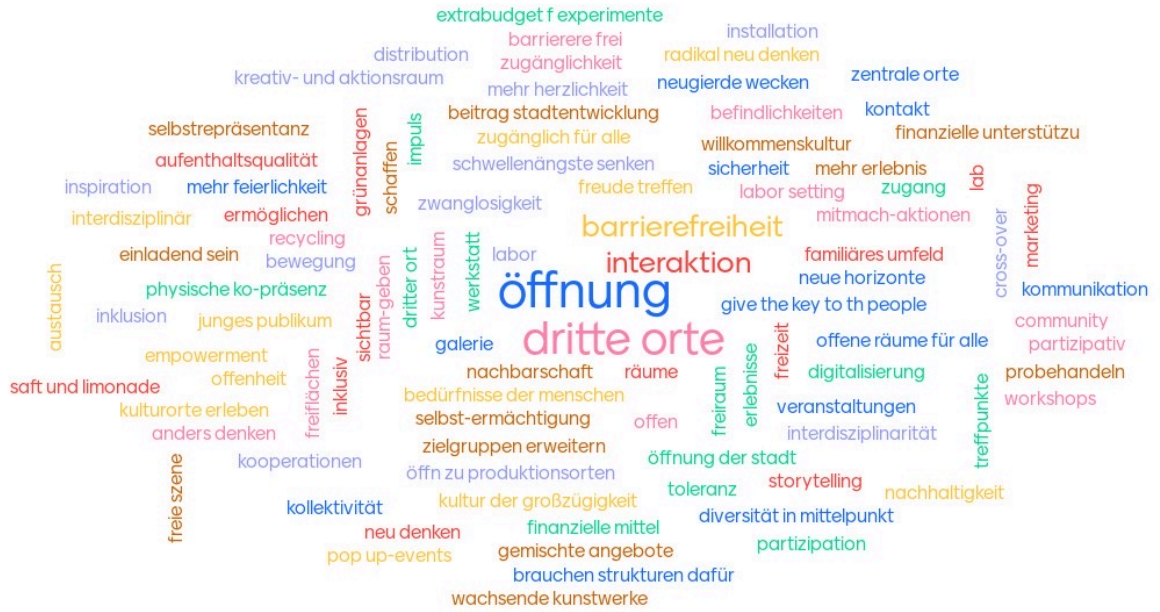 extrabudget f experimente
installation
barrierere frei
distribution
radikal neu denken
zugänglichkeit
kreativ- und aktionsraum
neugierde wecken
zentrale orte
mehr herzlichkeit
beitrag stadtentwicklung
befindlichkeiten
kontakt
selbstrepräsentanz
grünanlagen
schaffen
impuls
zugänglich für alle
willkommenskultur
finanzielle unterstützu
aufenthaltsqualität
schwellenängste senken
sicherheit
mehr erlebnis
lab
inspiration
mehr feierlichkeit
freude treffen
labor setting
zugang
marketing
interdisziplinär
ermöglichen
zwanglosigkeit
barrierefreiheit
mitmach-aktionen
cross-over
recycling
einladend sein
bewegung
raum-geben
dritter ort
kunstraum
werkstatt
labor
interaktion
familiäres umfeld
neue horizonte
kommunikation
austausch
physische ko-präsenz
öffnung
give the key to th people
inklusion
junges publikum
sichtbar
community
galerie
dritte orte
freizeit
offene räume für alle
partizipativ
empowerment
freiflächen
inklusiv
nachbarschaft
räume
freiraum
erlebnisse
digitalisierung
probehandeln
saft und limonade
offenheit
bedürfnisse der menschen
treffpunkte
workshops
kulturorte erleben
selbst-ermächtigung
offen
veranstaltungen
anders denken
interdisziplinarität
zielgruppen erweitern
kooperationen
öffnung der stadt
freie szene
öffn zu produktionsorten
toleranz
storytelling
nachhaltigkeit
kollektivität
kultur der großzügigkeit
diversität in mittelpunkt
neu denken
finanzielle mittel
partizipation
pop up-events
gemischte angebote
brauchen strukturen dafür
wachsende kunstwerke